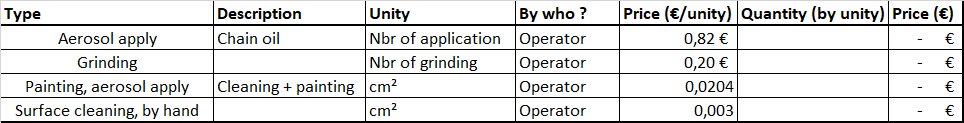 Type Description Unity By who ? Price (€/unity) Quantity (by unity) Price (€)
Aerosol apply Chain oil Nbr of application Operator 0,82 € - €
Grinding Nbr of grinding Operator 0,20 € - €
Painting, aerosol apply Cleaning + painting cm² Operator 0,0204 - €
Surface cleaning, by hand cm² Operator 0,003 - €